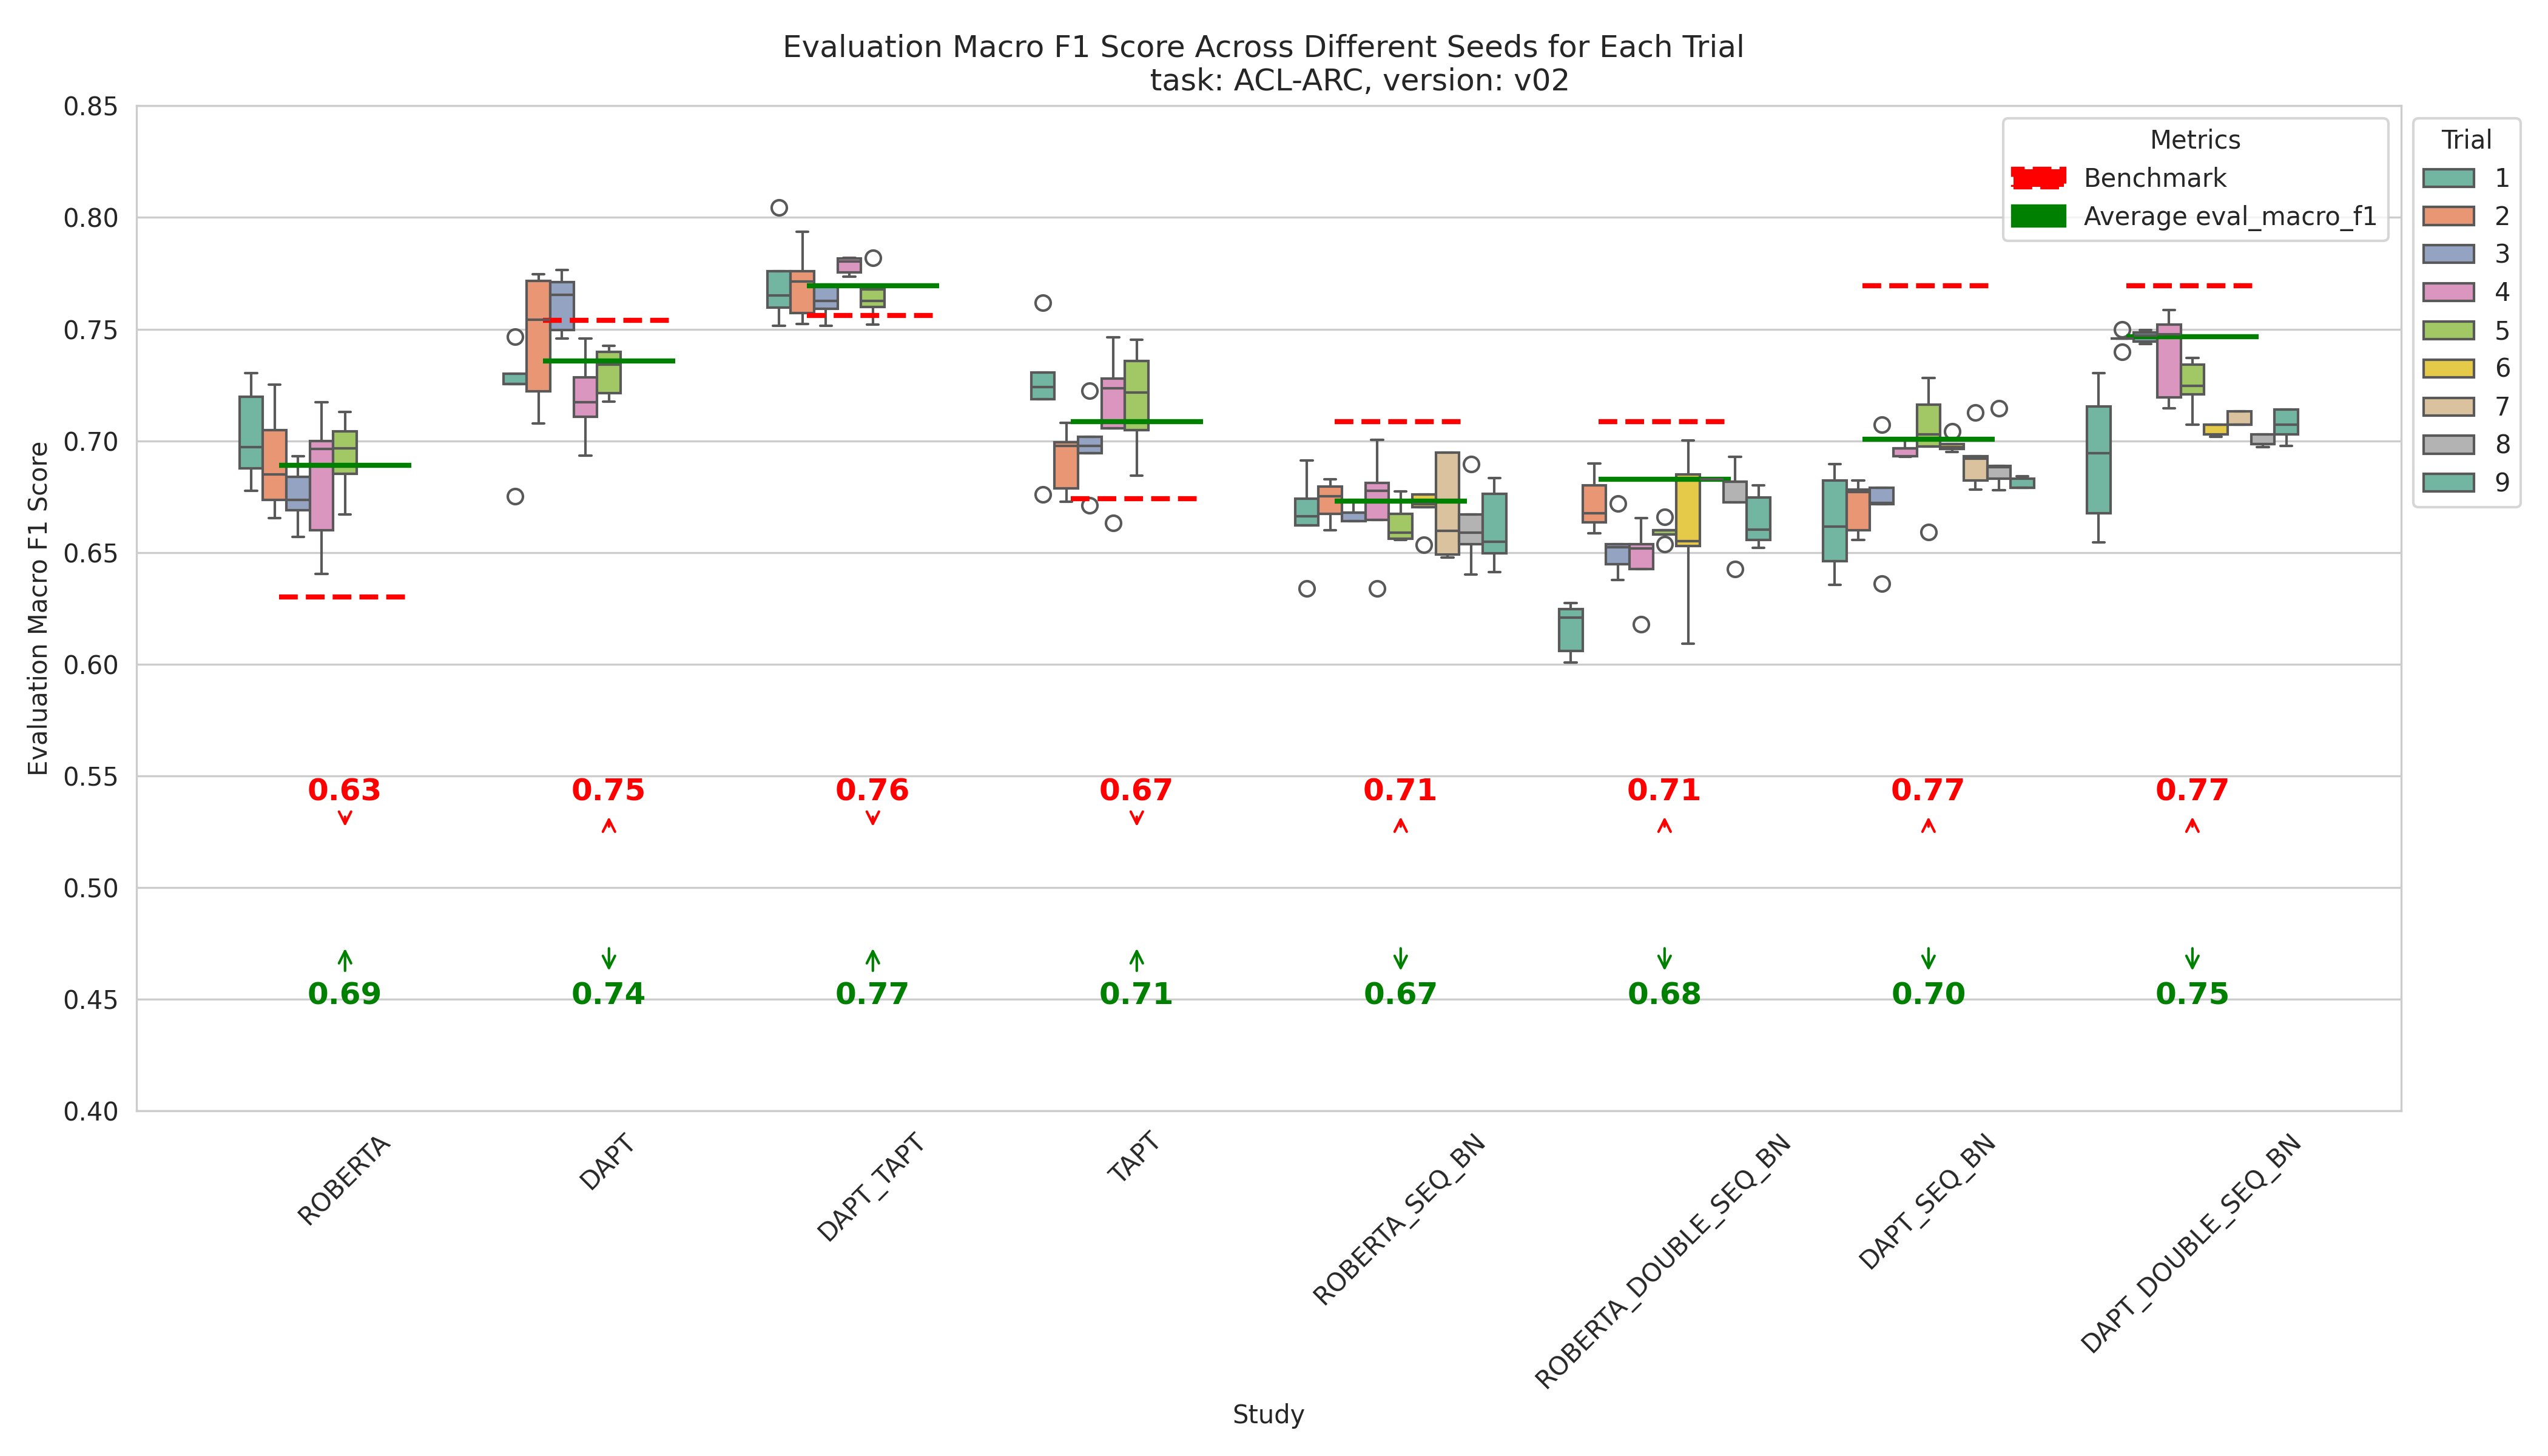 Evaluation Macro F1 Score Across Different Seeds for Each Trial
task: ACL-ARC, version: v02
Evaluation Macro F1 Score
0.85
0.80
0.75
0.70
0.65
0.60
0.55
0.50
0.45
0.40
Metrics
Benchmark
Average eval_macro_f1
Trial
1
2
3
4
5
6
7
8
9
0.63 0.75 0.76 0.67 0.71 0.71 0.77 0.77
0.69 0.74 0.77 0.71 0.67 0.68 0.70 0.75
ROBERTA
DAPT
DAPT_TAPT
TAPT
ROBERTA_SEQ_BN
ROBERTA_DOUBLE_SEQ_BN
DAPT_SEQ_BN
DAPT_DOUBLE_SEQ_BN
Study